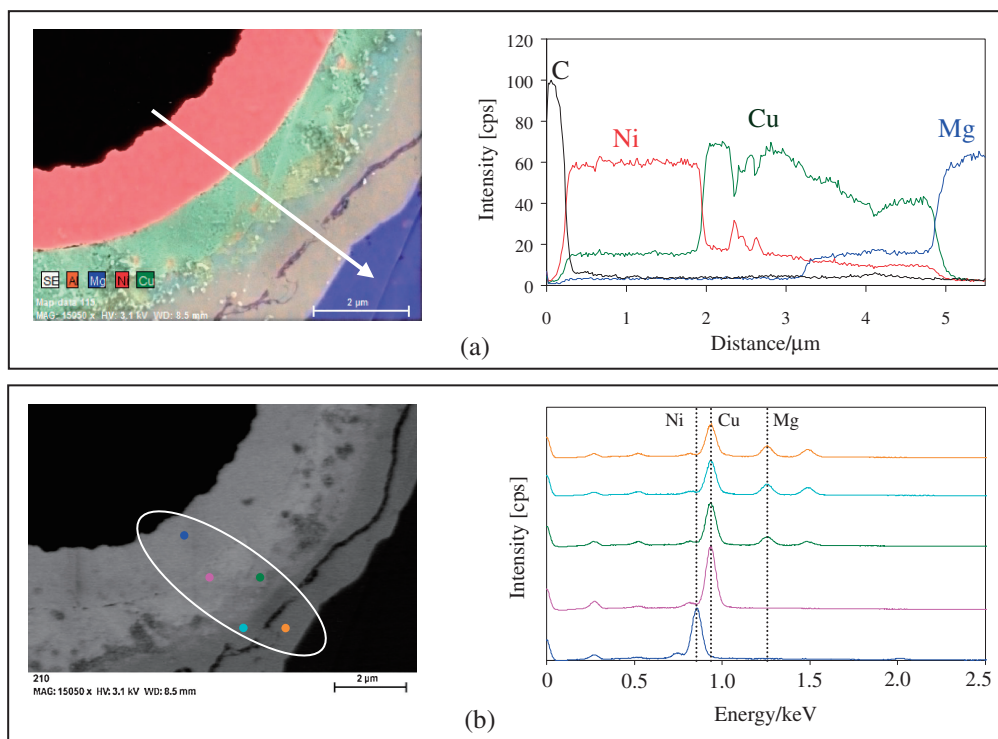 SE Al Mg Ni Cu
Map data 115
MAG: 15050 x HV: 3.1 kV WD: 8.5 mm
2 µm
120
100
80
60
40
20
0
Intensity [cps]
C
Ni
Cu
Mg
0 1 2 3 4 5
Distance/µm
(a)
210
MAG: 15050 x HV: 3.1 kV WD: 8.5 mm
2 µm
Intensity [cps]
Ni Cu Mg
0 0.5 1.0 1.5 2.0 2.5
Energy/keV
(b)